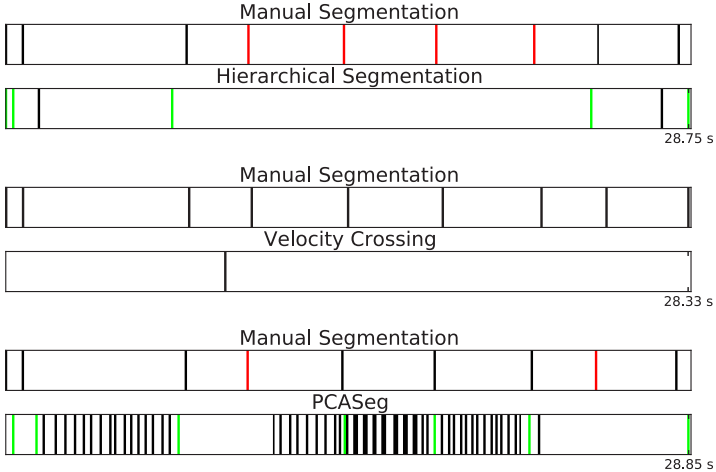 Manual Segmentation
Hierarchical Segmentation
28.75 s
Manual Segmentation
Velocity Crossing
28.33 s
Manual Segmentation
PCASeg
28.85 s